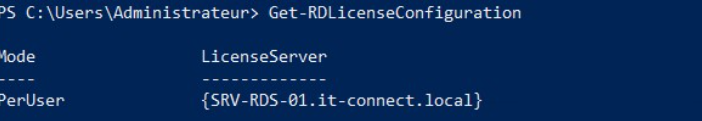 PS C:\Users\Administrateur> Get-RDLicenseConfiguration
Mode LicenseServer
---- -------------
PerUser {SRV-RDS-01.it-connect.local}